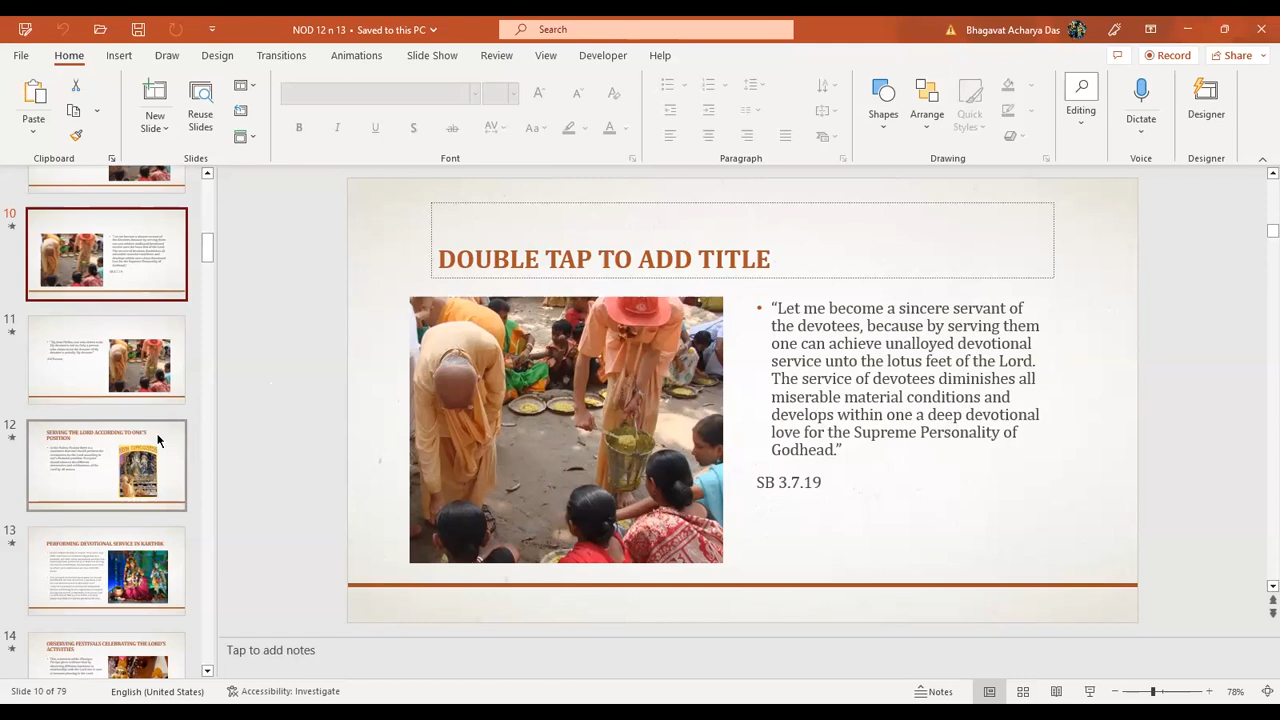 NOD 12 n 13 • Saved to this PC
Search
Bhagavat Acharya Das
File Home Insert Draw Design Transitions Animations Slide Show Review View Developer Help
Record Share
Paste
New Slide
Reuse Slides
Shapes
Arrange
Quick Styles
Editing
Dictate
Designer
Clipboard Slides Font Paragraph Drawing Voice Designer
10
11
12
SERVING THE LORD ACCORDING TO ONE'S POSITION
13
PERFORMING DEVOTIONAL SERVICE IN KARTHIK
14
OBSERVING FESTIVALS CELEBRATING THE LORD'S ACTIVITIES
DOUBLE TAP TO ADD TITLE
• “Let me become a sincere servant of
the devotees, because by serving them
one can achieve unalloyed devotional
service unto the lotus feet of the Lord.
The service of devotees diminishes all
miserable material conditions and
develops within one a deep devotional
love for the Supreme Personality of
Godhead.”
SB 3.7.19
Tap to add notes
Slide 10 of 79 English (United States) Accessibility: Investigate Notes 78%